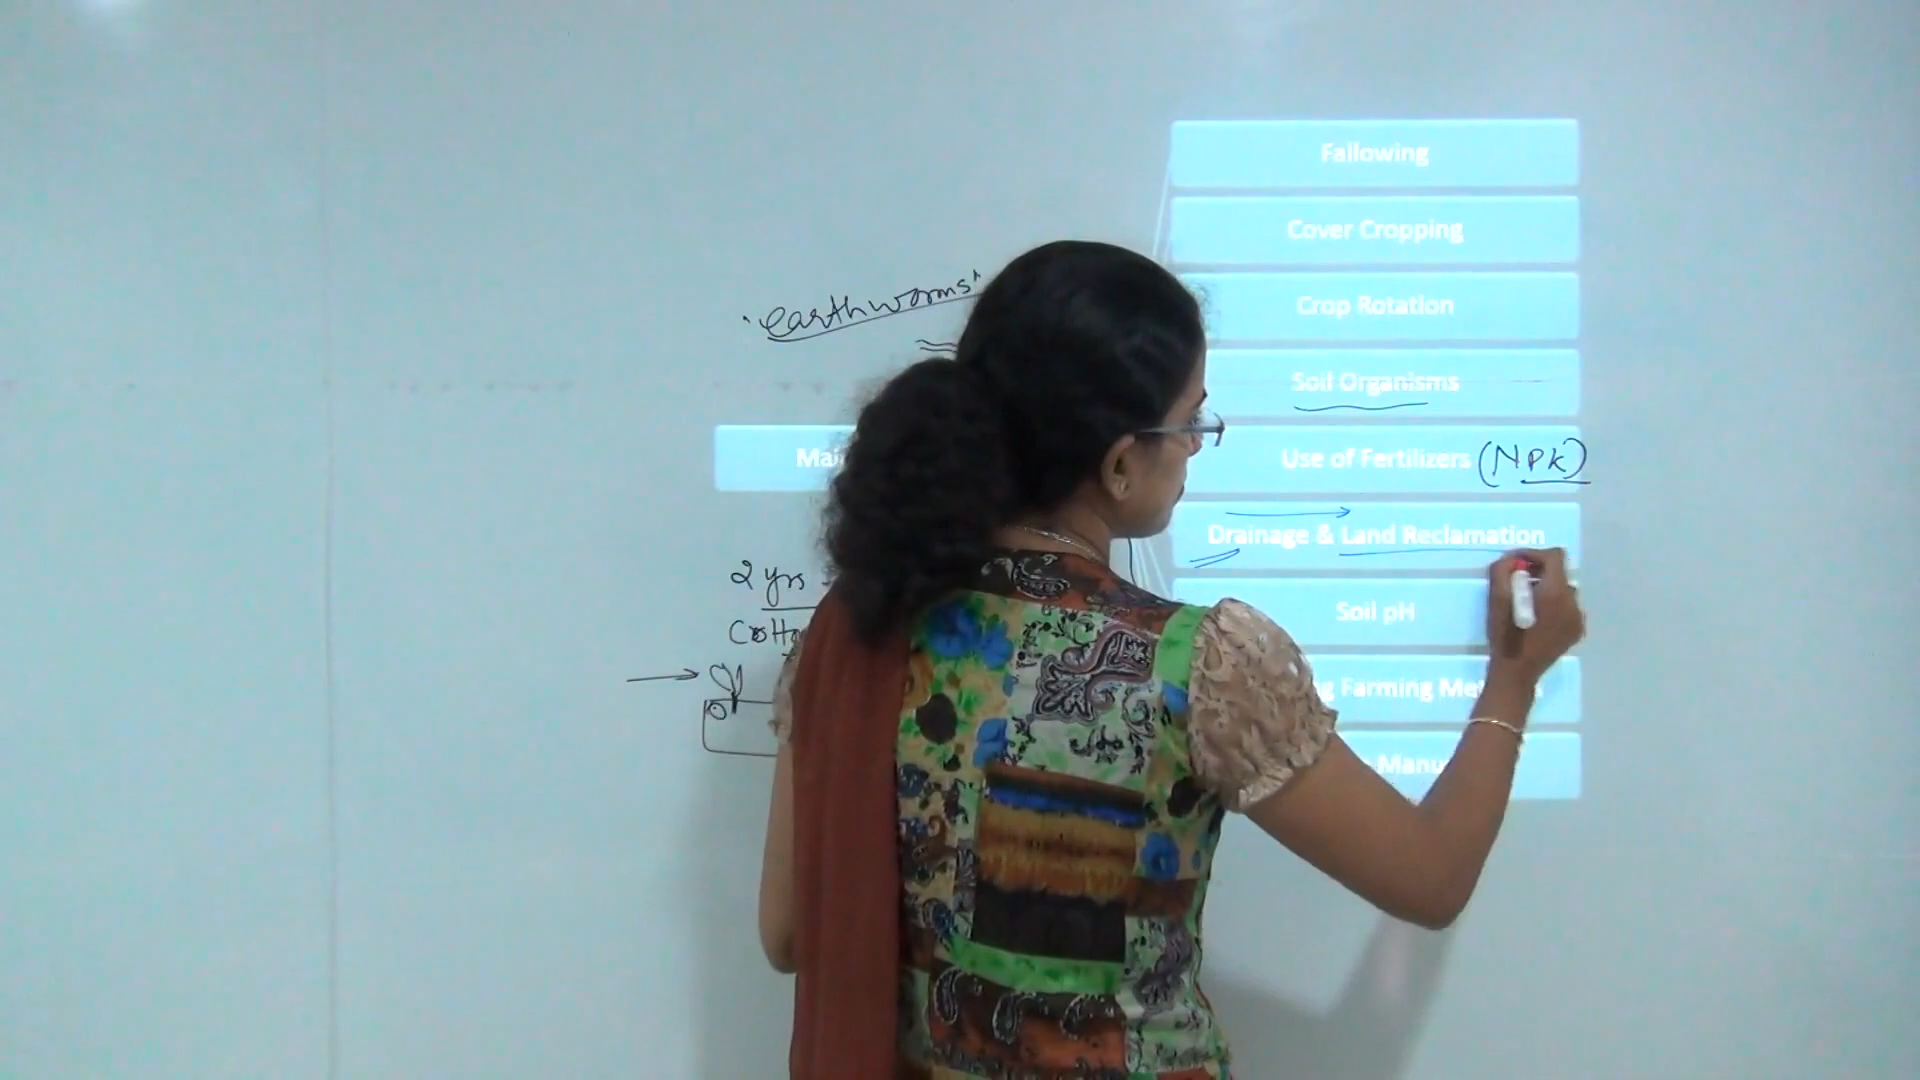 Fallowing
Cover Cropping
Crop Rotation
Soil Organisms
Use of Fertilizers (NPK)
Drainage & Land Reclamation
Soil pH
Farming
earthworms
2 yrs